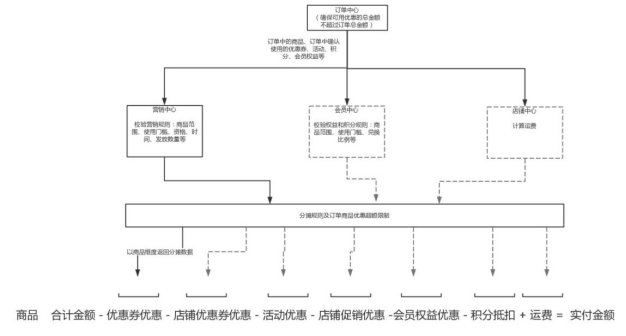 订单中心
（确保可用优惠的总金额
不超过订单总金额）
订单中的商品、订单中确认
使用的优惠券、活动、积
分、会员权益等
营销中心
校验营销规则：商品范
围、使用门槛、资格、时
间、发放数量等
会员中心
校验权益和积分规则：商
品范围、使用门槛、兑换
比例等
店铺中心
计算运费
分摊规则及订单商品优惠超额限制
以商品维度返回分摊数据
商品 合计金额 - 优惠券优惠 - 店铺优惠券优惠 - 活动优惠 - 店铺促销优惠 -会员权益优惠 - 积分抵扣 + 运费 = 实付金额